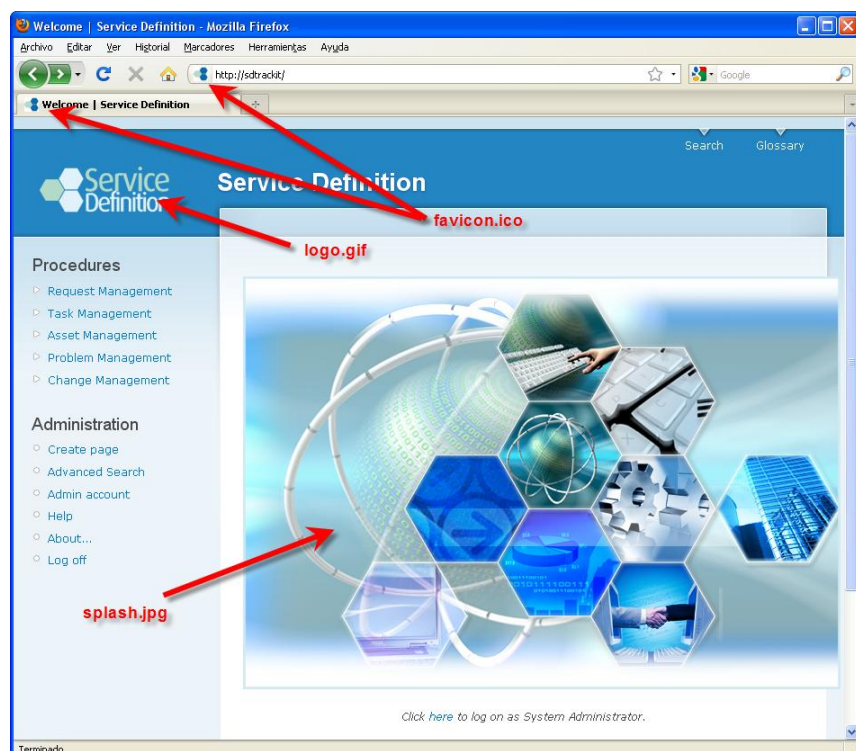 Welcome | Service Definition - Mozilla Firefox
Archivo Editar Ver Historial Marcadores Herramientas Ayuda
http://sdtrackit/
Google
Welcome | Service Definition
Search Glossary
Service
Definition
Service Definition
favicon.ico
logo.gif
Procedures
Request Management
Task Management
Asset Management
Problem Management
Change Management
Administration
Create page
Advanced Search
Admin account
Help
About...
Log off
splash.jpg
Click here to log on as System Administrator.
Terminado